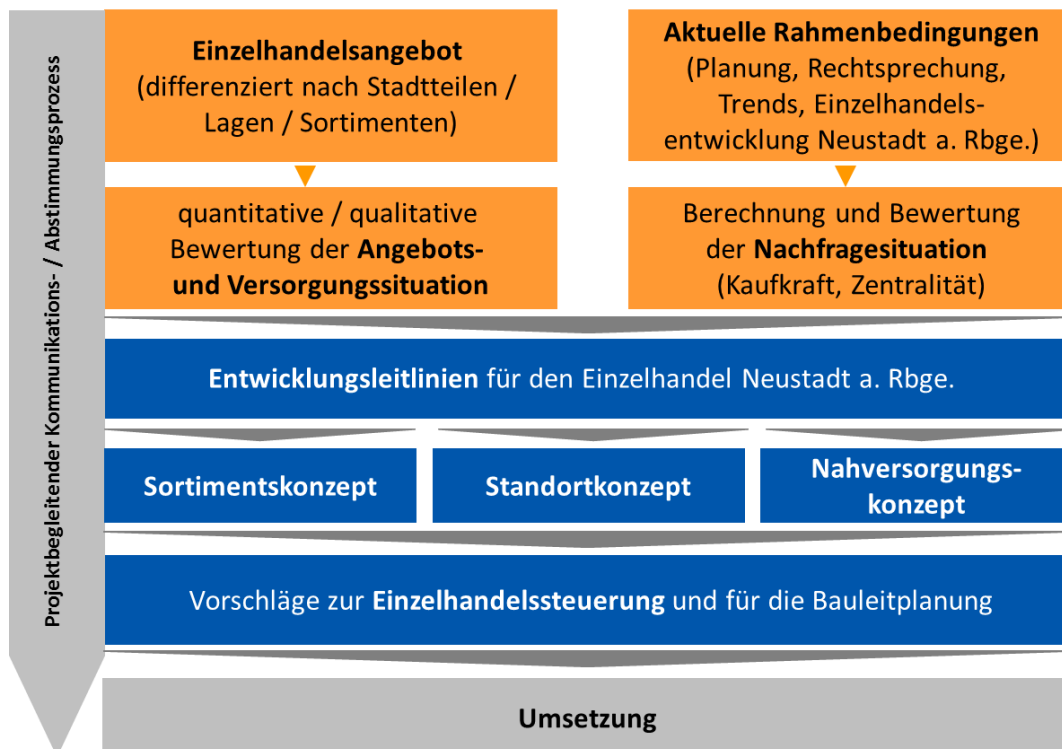 Projektbegleitender Kommunikations- / Abstimmungsprozess
Einzelhandelsangebot
(differenziert nach Stadtteilen /
Lagen / Sortimenten)
Aktuelle Rahmenbedingungen
(Planung, Rechtsprechung,
Trends, Einzelhandels-
entwicklung Neustadt a. Rbge.)
quantitative / qualitative
Bewertung der Angebots-
und Versorgungssituation
Berechnung und Bewertung
der Nachfragesituation
(Kaufkraft, Zentralität)
Entwicklungsleitlinien für den Einzelhandel Neustadt a. Rbge.
Sortimentskonzept
Standortkonzept
Nahversorgungs-
konzept
Vorschläge zur Einzelhandelssteuerung und für die Bauleitplanung
Umsetzung